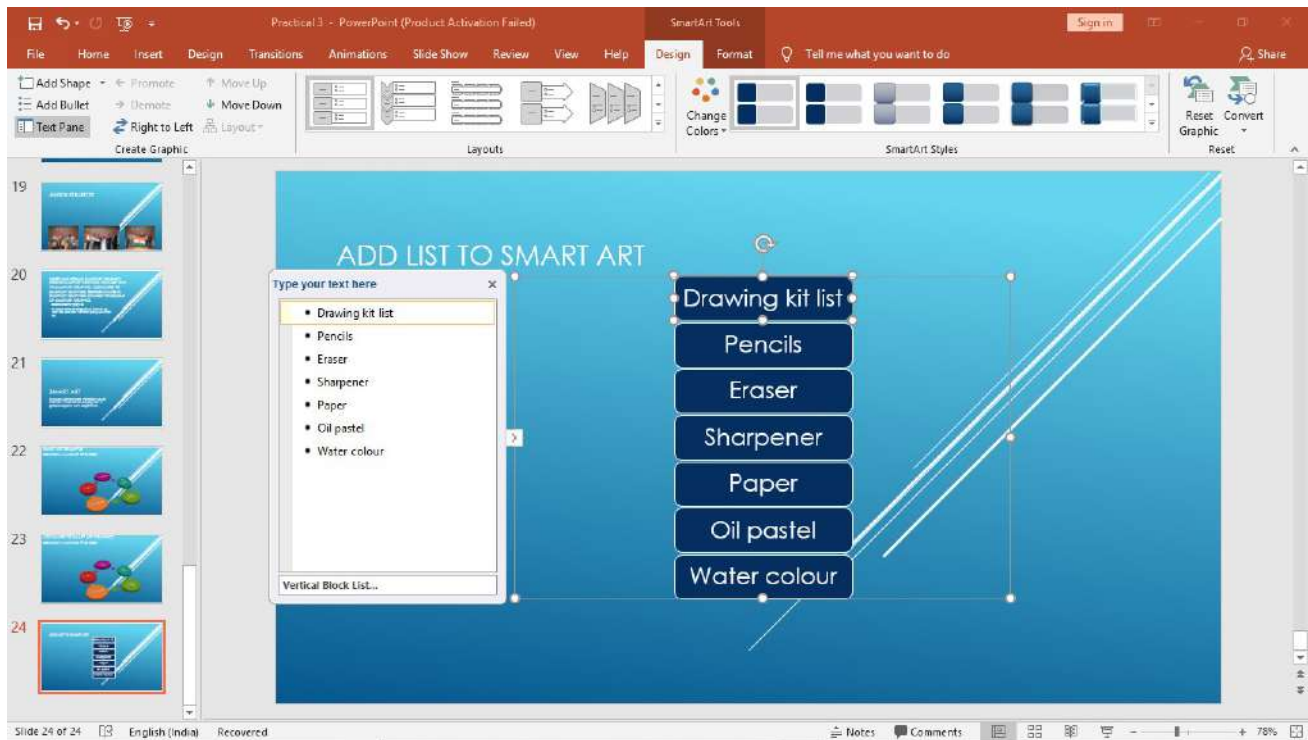 Practical 3 - PowerPoint (Product Activation Failed)
SmartArt Tools
Sign in
File Home Insert Design Transitions Animations Slide Show Review View Help Design Format Tell me what you want to do Share
Add Shape Promote Move Up
Add Bullet Demote Move Down
Text Pane Right to Left Layout
Change Colors
Reset Graphic
Convert
Create Graphic Layouts SmartArt Styles Reset
19
20
21
22
23
24
ADD LIST TO SMART ART
Type your text here
Drawing kit list
Pencils
Eraser
Sharpener
Paper
Oil pastel
Water colour
Vertical Block List...
Drawing kit list
Pencils
Eraser
Sharpener
Paper
Oil pastel
Water colour
Slide 24 of 24 English (India) Recovered Notes Comments 78%